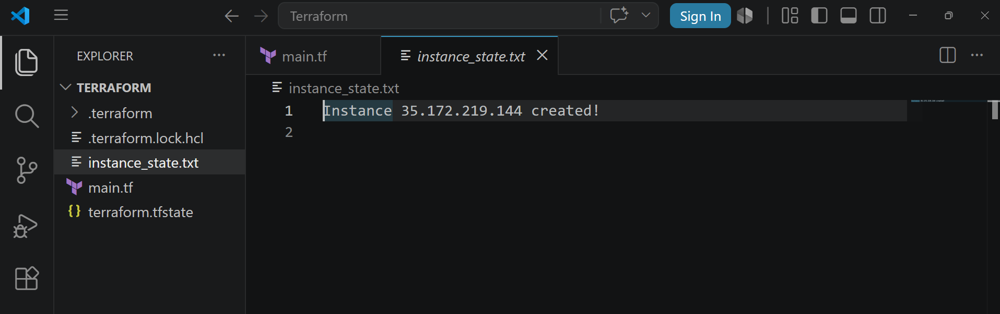 Terraform
Sign In
EXPLORER
main.tf
instance_state.txt
TERRAFORM
.terraform
.terraform.lock.hcl
instance_state.txt
main.tf
terraform.tfstate
instance_state.txt
1 Instance 35.172.219.144 created!
2